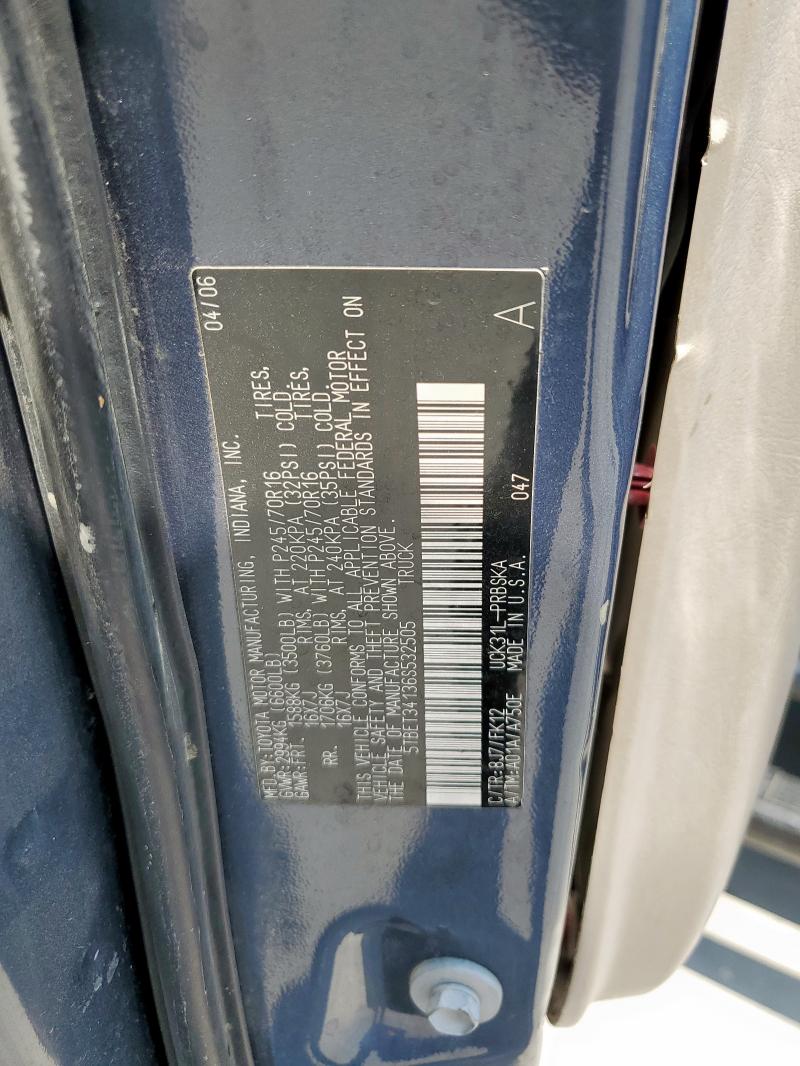 MFD.BY:TOYOTA MOTOR MANUFACTURING, INDIANA, INC. 04/06
GVWR:2994KG (6600LB)
GAWR:FRT. 1588KG (3500LB) WITH P245/70R16 TIRES,
16X7J RIMS, AT 220KPA (32PSI) COLD
RR. 1706KG (3760LB) WITH P245/70R16 TIRES,
16X7J RIMS, AT 240KPA (35PSI) COLD.
THIS VEHICLE CONFORMS TO ALL APPLICABLE FEDERAL MOTOR
VEHICLE SAFETY AND THEFT PREVENTION STANDARDS IN EFFECT ON
THE DATE OF MANUFACTURE SHOWN ABOVE.
5TBET34136S532505 TRUCK
C/TR:8J7/FK12 UCK31L-PRBSKA 047
A/TM:A01A/A750E MADE IN U.S.A. A